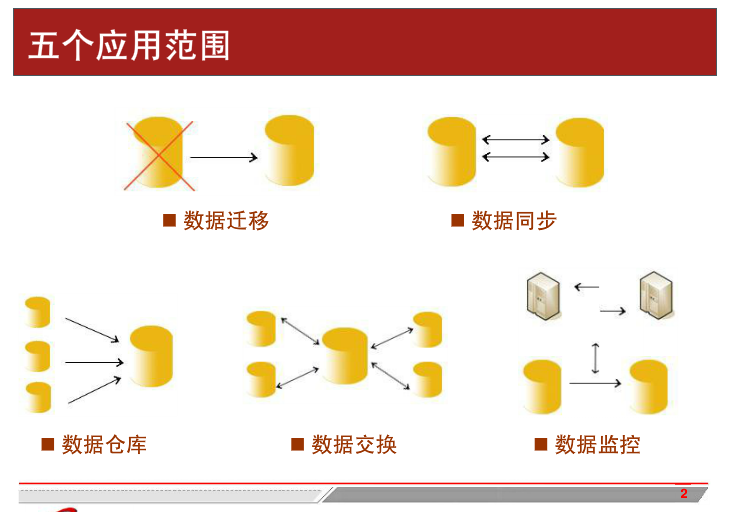 五个应用范围
■ 数据迁移
■ 数据同步
■ 数据仓库
■ 数据交换
■ 数据监控
2